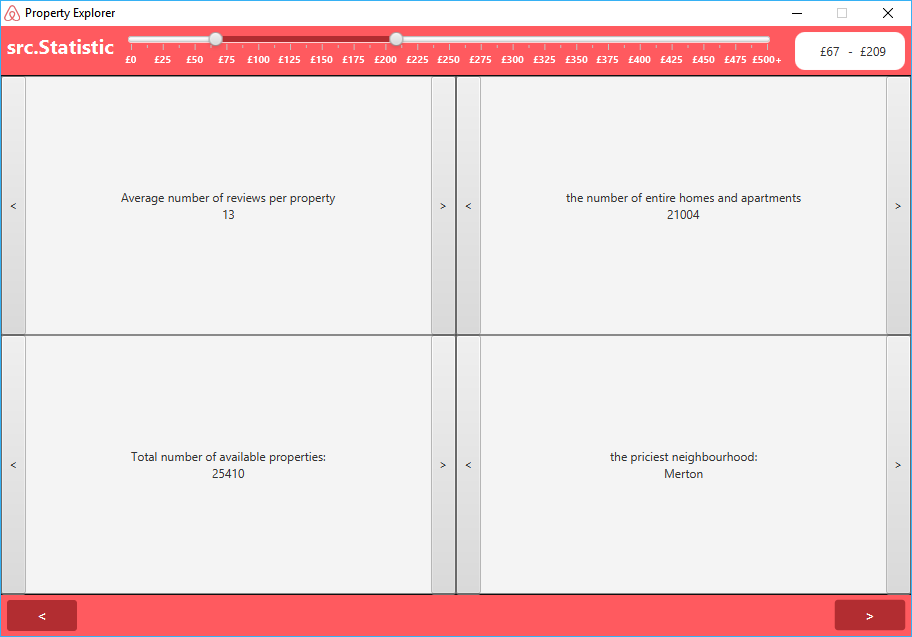 Property Explorer
src.Statistic
£0 £25 £50 £75 £100 £125 £150 £175 £200 £225 £250 £275 £300 £325 £350 £375 £400 £425 £450 £475 £500+
£67 - £209
< Average number of reviews per property >
13
< the number of entire homes and apartments >
21004
< Total number of available properties: >
25410
< the priciest neighbourhood: >
Merton
< >